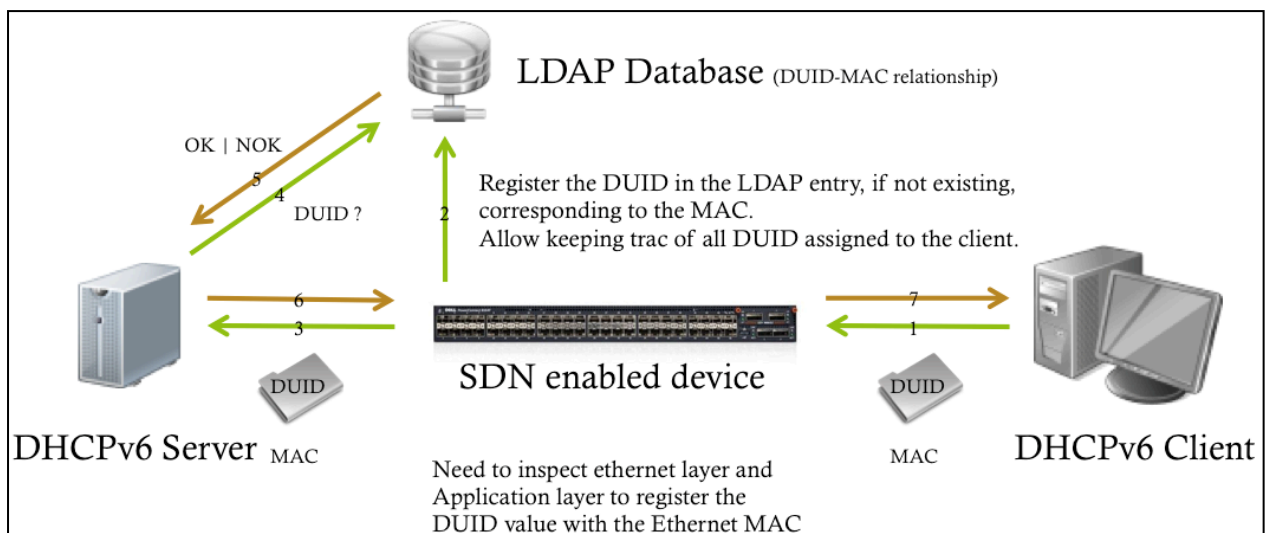 LDAP Database (DUID-MAC relationship)
OK | NOK
5
4
DUID ?
2
Register the DUID in the LDAP entry, if not existing,
corresponding to the MAC.
Allow keeping trac of all DUID assigned to the client.
6
3
7
1
DELL
SDN enabled device
DUID
MAC
DUID
MAC
DHCPv6 Server
DHCPv6 Client
Need to inspect ethernet layer and
Application layer to register the
DUID value with the Ethernet MAC